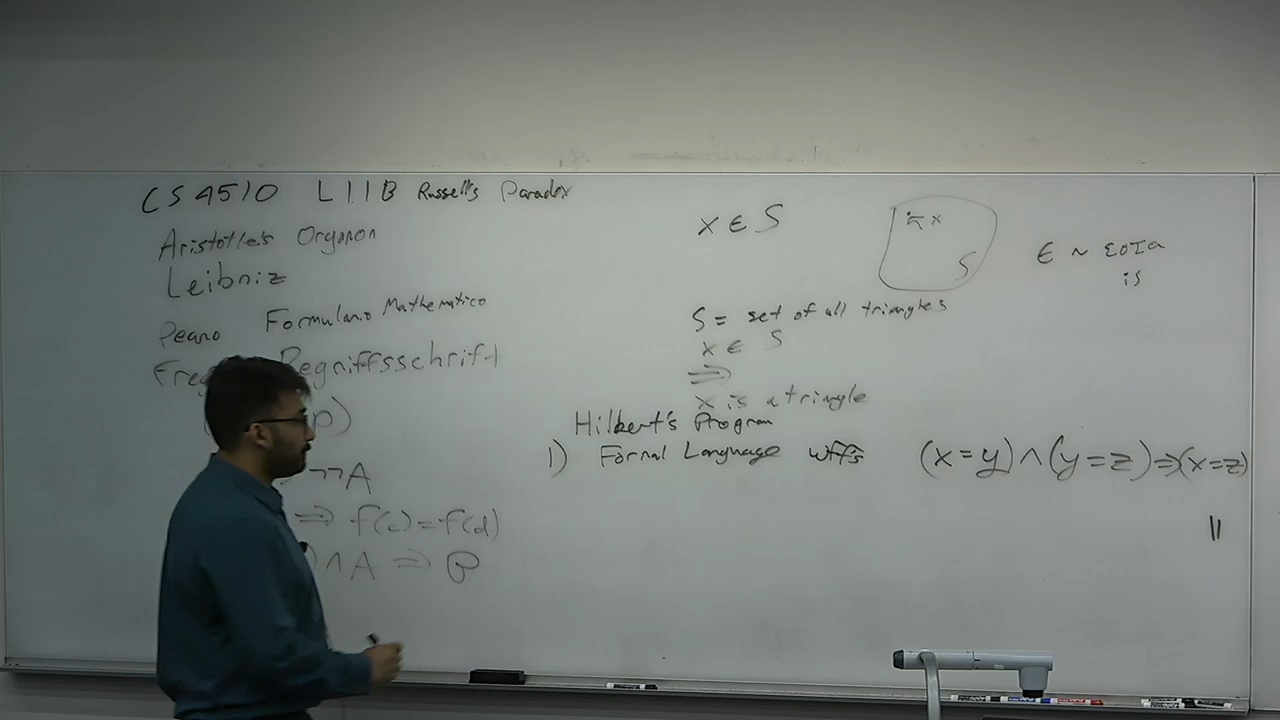 CS 4510 L11B Russell's Paradox
Aristotle's Organon
Leibniz
Peano Formulario Mathematico
Begriffsschrift
¬¬A
⇒ f(c)=f(d)
∧A ⇒ B
x ∈ S
x
S
∈ ~ εστι
is
S = set of all triangles
x ∈ S
⇒
x is a triangle
Hilbert's Program
1) Formal Language wffs (x=y)∧(y=z)⇒(x=z)